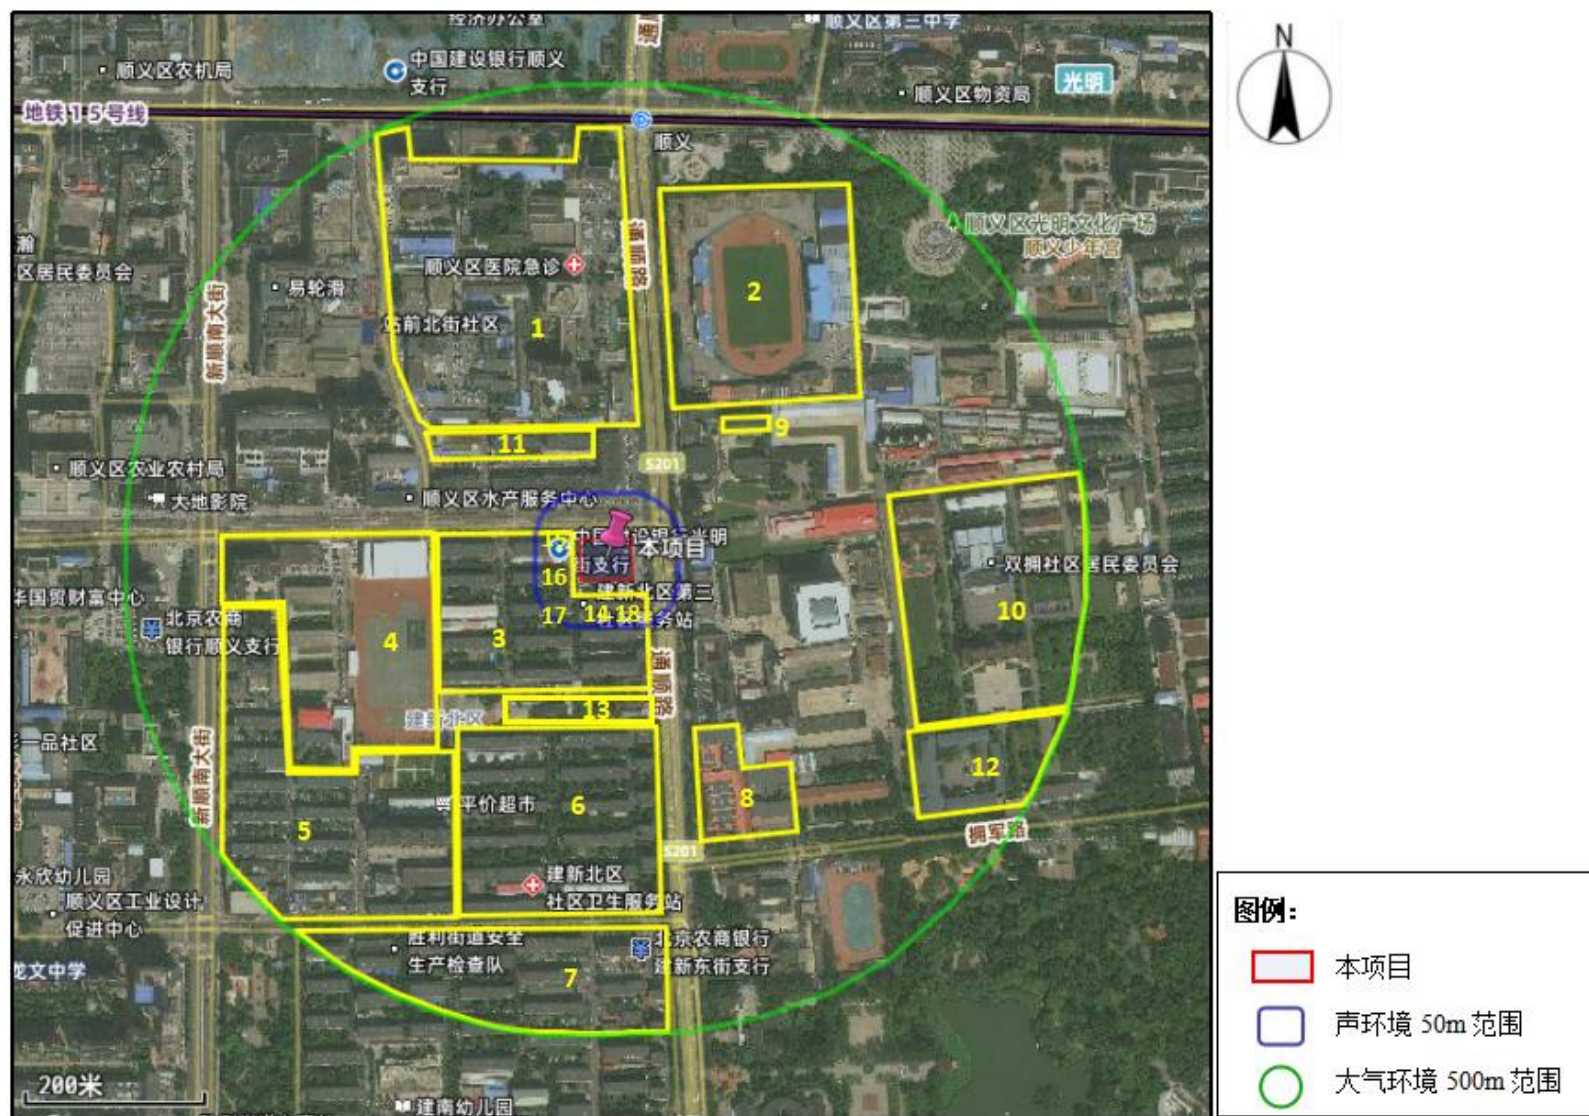 经济办公室
顺义区第三中学
N
顺义区农机局
中国建设银行顺义
支行
光明
顺义区物资局
地铁15号线
顺义
顺义区光明文化广场
顺义少年宫
瀚
区居民委员会
顺义区医院急诊
易轮滑
2
站前北街社区
1
新顺南大街
11
9
S201
顺义区农业农村局
大地影院
顺义区水产服务中心
15
中国建设银行光明
街支行
本项目
16
双拥社区居民委员会
华国贸财富中心
建新北区第三
17
14
18
10
北京农商
银行顺义支行
4
3
13
建新北区
一品社区
新顺南大街
12
平价超市
6
8
5
拥军路
S201
永欣幼儿园
建新北区
社区卫生服务站
顺义区工业设计
促进中心
胜利街道安全
生产检查队
北京农商银行
建新东街支行
龙文中学
7
200米
建南幼儿园
图例：
本项目
声环境 50m 范围
大气环境 500m 范围